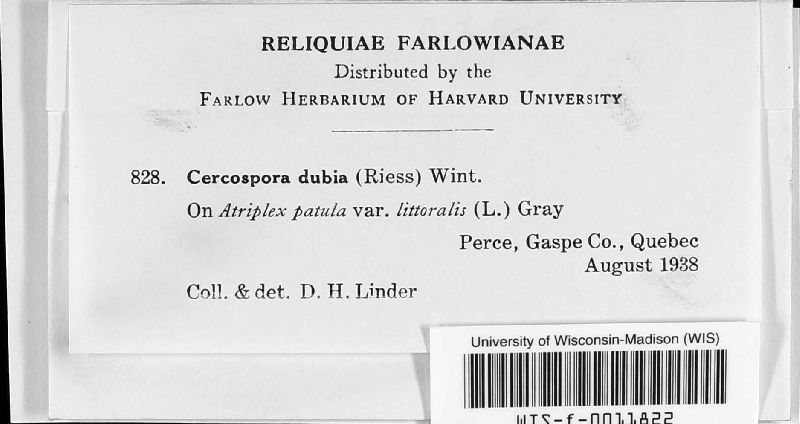 RELIQUIAE FARLOWIANAE
Distributed by the
FARLOW HERBARIUM OF HARVARD UNIVERSITY
828. Cercospora dubia (Riess) Wint.
On Atriplex patula var. littoralis (L.) Gray
Perce, Gaspe Co., Quebec
August 1938
Coll. & det. D. H. Linder
University of Wisconsin-Madison (WIS)
WIS-f-0011822